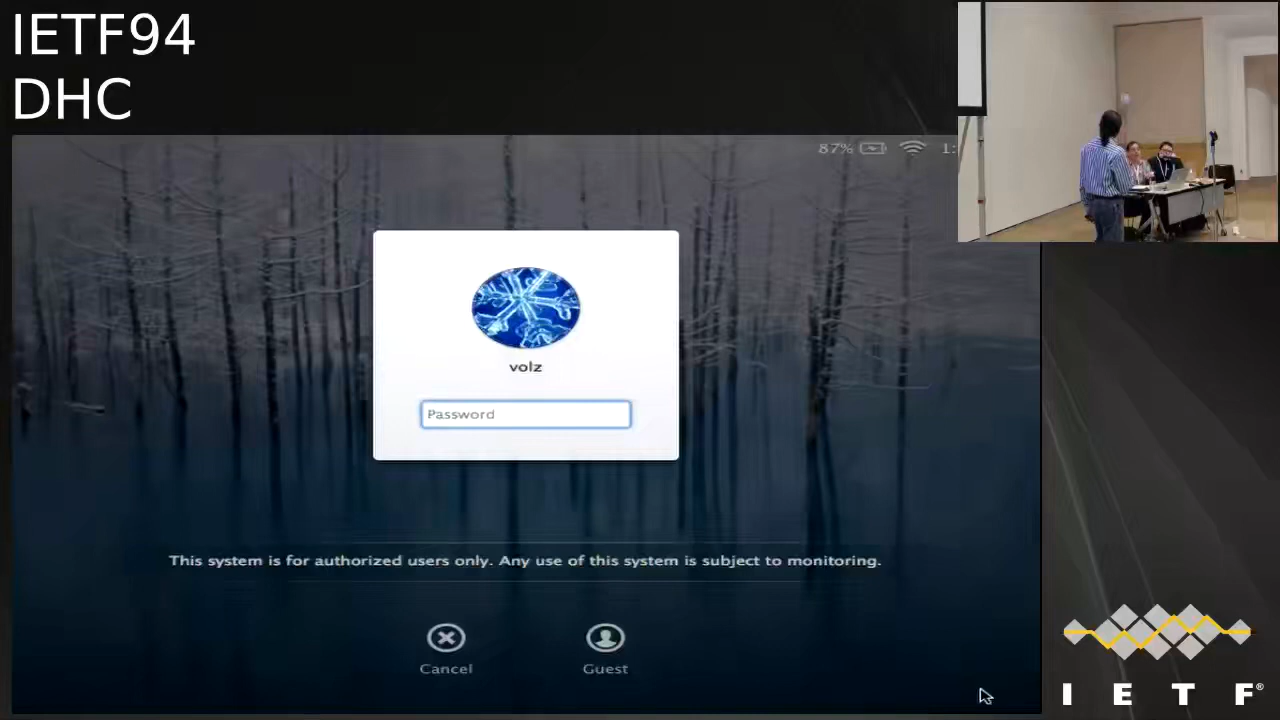 IETF94
DHC
87%
1:
volz
Password
This system is for authorized users only. Any use of this system is subject to monitoring.
Cancel
Guest
I E T F®